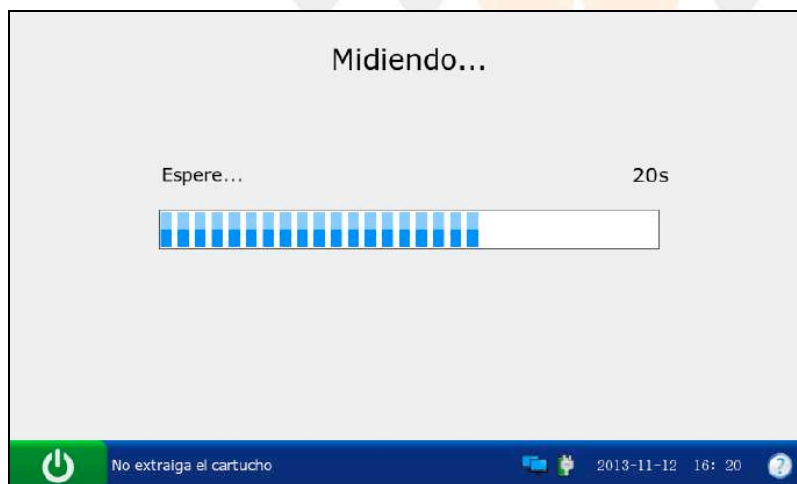 Midiendo...
Espere... 20s
No extraiga el cartucho 2013-11-12 16: 20 ?